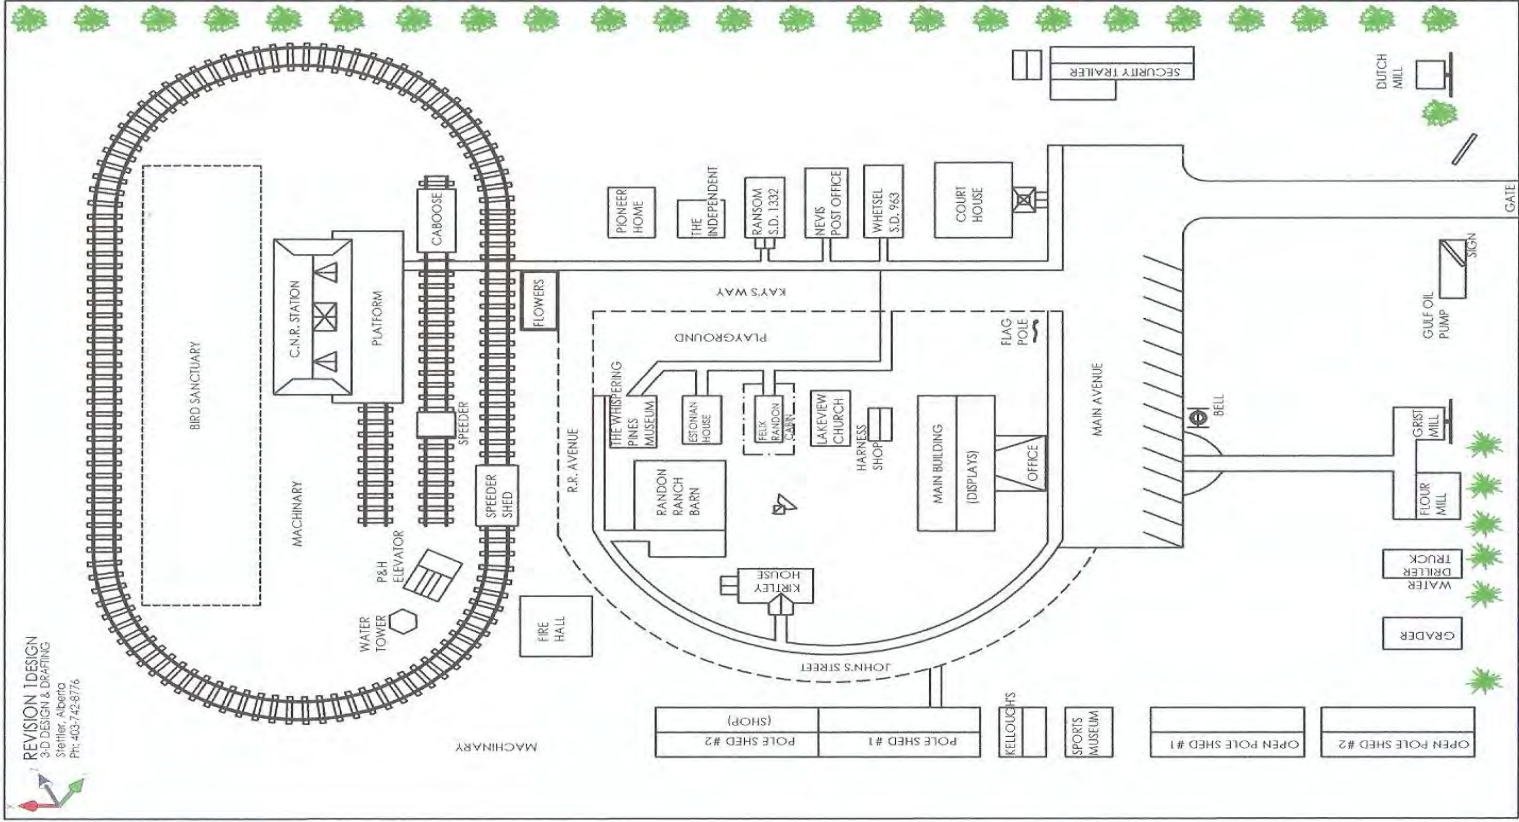 REVISION 1DESIGN
3-D DESIGN & DRAFTING
Stettler, Alberta
Ph: 403-742-8776
BIRD SANCTUARY
MACHINARY
C.N.R. STATION
PLATFORM
CABOOSE
SPEEDER
SPEEDER
SHED
P&H
ELEVATOR
WATER
TOWER
FIRE
HALL
MACHINARY
FLOWERS
R.R. AVENUE
PIONEER
HOME
THE
INDEPENDENT
RANSOM
S.D. 1332
NEVIS
POST OFFICE
WHETSEL
S.D. 963
COURT
HOUSE
SECURITY TRAILER
DUTCH
MILL
KAY'S WAY
PLAYGROUND
FLAG
POLE
THE WHISPERING
PINES
MUSEUM
ESTONIAN
HOUSE
FELIX
RANDON
CABIN
LAKEVIEW
CHURCH
HARNESS
SHOP
RANDON
RANCH
BARN
MAIN BUILDING
(DISPLAYS)
OFFICE
KIRTLEY
HOUSE
JOHN'S STREET
MAIN AVENUE
BELL
GATE
SIGN
GULF OIL
PUMP
GRIST
MILL
FLOUR
MILL
WATER
DRILLER
TRUCK
GRADER
POLE SHED #2
(SHOP)
POLE SHED #1
KELLOUGH'S
SPORTS
MUSEUM
OPEN POLE SHED #1
OPEN POLE SHED #2